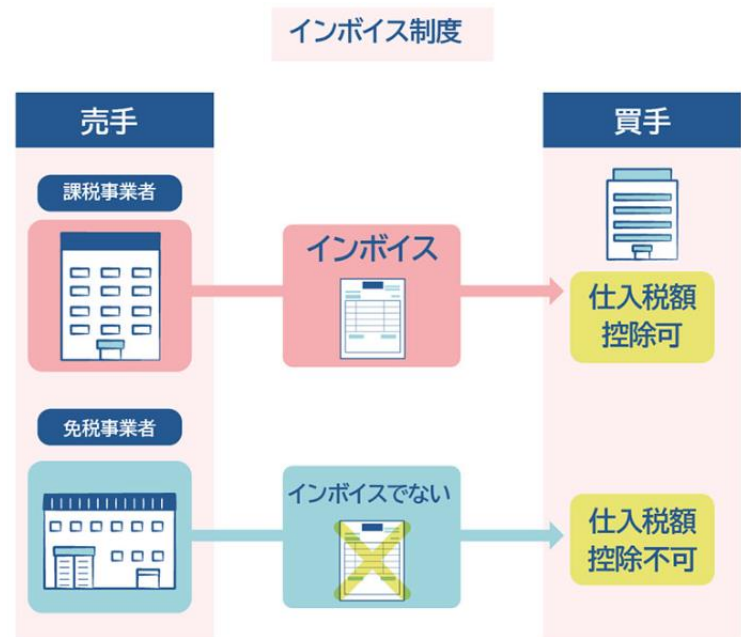 インボイス制度
売手
買手
課税事業者
インボイス
仕入税額
控除可
免税事業者
インボイスでない
仕入税額
控除不可